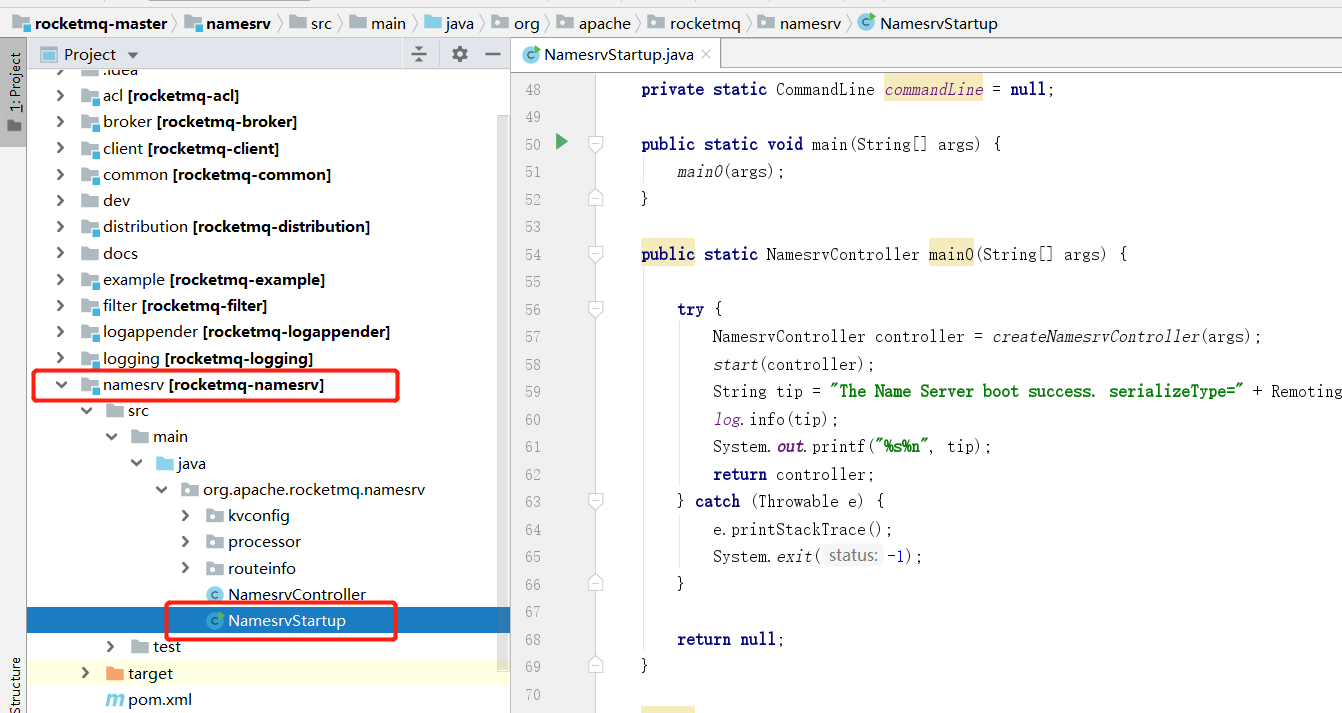 rocketmq-master namesrv src main java org apache rocketmq namesrv NamesrvStartup
1: Project
Structure
Project
.idea
acl [rocketmq-acl]
broker [rocketmq-broker]
client [rocketmq-client]
common [rocketmq-common]
dev
distribution [rocketmq-distribution]
docs
example [rocketmq-example]
filter [rocketmq-filter]
logappender [rocketmq-logappender]
logging [rocketmq-logging]
namesrv [rocketmq-namesrv]
src
main
java
org.apache.rocketmq.namesrv
kvconfig
processor
routeinfo
NamesrvController
NamesrvStartup
test
target
pom.xml
NamesrvStartup.java
48 private static CommandLine commandLine = null;
49
50 public static void main(String[] args) {
51 main0(args);
52 }
53
54 public static NamesrvController main0(String[] args) {
55
56 try {
57 NamesrvController controller = createNamesrvController(args);
58 start(controller);
59 String tip = "The Name Server boot success. serializeType=" + Remoting
60 log.info(tip);
61 System.out.printf("%s%n", tip);
62 return controller;
63 } catch (Throwable e) {
64 e.printStackTrace();
65 System.exit( status: -1);
66 }
67
68 return null;
69 }
70